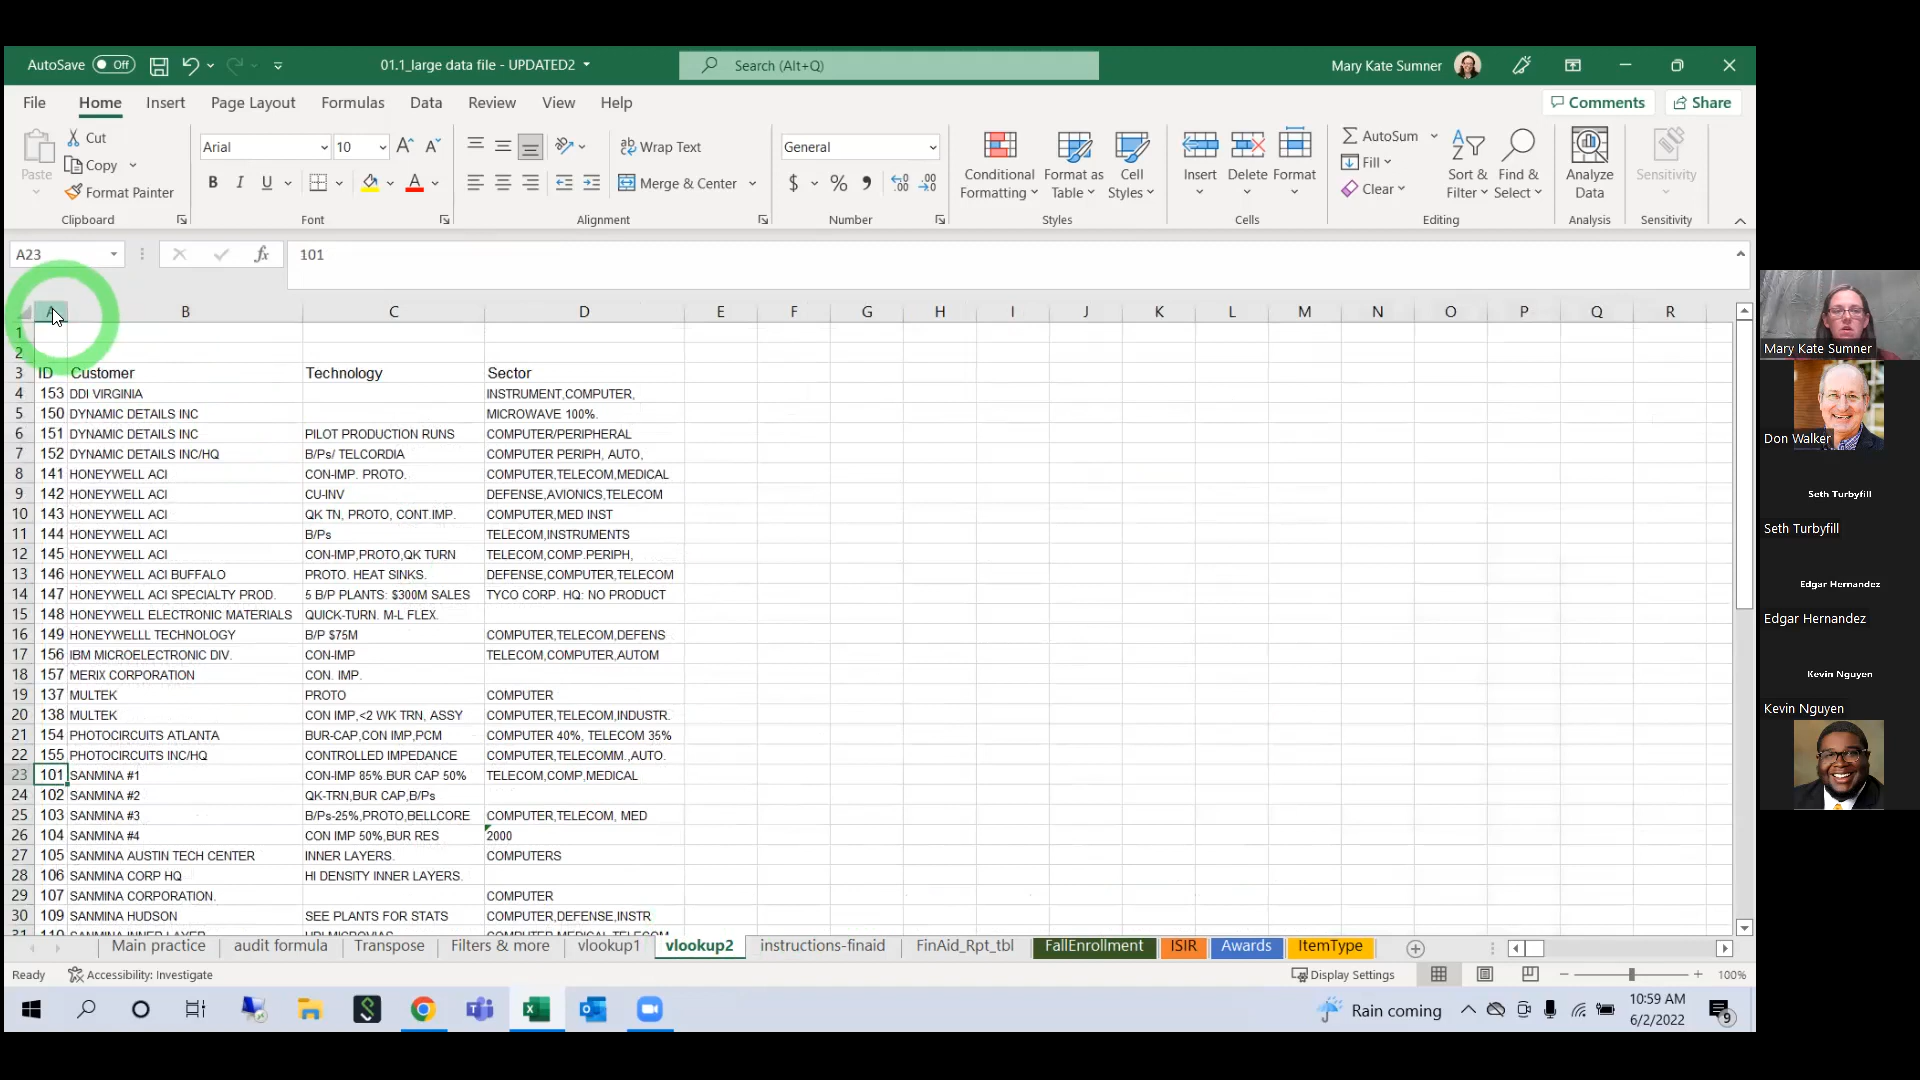 AutoSave Off 01.1_large data file - UPDATED2 Search (Alt+Q) Mary Kate Sumner
File Home Insert Page Layout Formulas Data Review View Help Comments Share
Paste Cut Copy Format Painter Clipboard
Arial 10 B I U A Font
Wrap Text Merge & Center Alignment
General $ % Number
Conditional Formatting Format as Table Cell Styles Styles
Insert Delete Format Cells
AutoSum Fill Clear Sort & Filter Find & Select Editing
Analyze Data Analysis
Sensitivity Sensitivity
A23 fx 101
A B C D E F G H I J K L M N O P Q R
1
2
3 ID Customer Technology Sector
4 153 DDI VIRGINIA INSTRUMENT,COMPUTER,
5 150 DYNAMIC DETAILS INC MICROWAVE 100%.
6 151 DYNAMIC DETAILS INC PILOT PRODUCTION RUNS COMPUTER/PERIPHERAL
7 152 DYNAMIC DETAILS INC/HQ B/Ps/ TELCORDIA COMPUTER PERIPH, AUTO,
8 141 HONEYWELL ACI CON-IMP. PROTO. COMPUTER,TELECOM,MEDICAL
9 142 HONEYWELL ACI CU-INV DEFENSE,AVIONICS,TELECOM
10 143 HONEYWELL ACI QK TN, PROTO, CONT.IMP. COMPUTER,MED INST
11 144 HONEYWELL ACI B/Ps TELECOM,INSTRUMENTS
12 145 HONEYWELL ACI CON-IMP,PROTO,QK TURN TELECOM,COMP.PERIPH,
13 146 HONEYWELL ACI BUFFALO PROTO. HEAT SINKS. DEFENSE,COMPUTER,TELECOM
14 147 HONEYWELL ACI SPECIALTY PROD. 5 B/P PLANTS: $300M SALES TYCO CORP. HQ: NO PRODUCT
15 148 HONEYWELL ELECTRONIC MATERIALS QUICK-TURN. M-L FLEX.
16 149 HONEYWELLL TECHNOLOGY B/P $75M COMPUTER,TELECOM,DEFENS
17 156 IBM MICROELECTRONIC DIV. CON-IMP TELECOM,COMPUTER,AUTOM
18 157 MERIX CORPORATION CON. IMP.
19 137 MULTEK PROTO COMPUTER
20 138 MULTEK CON IMP,<2 WK TRN, ASSY COMPUTER,TELECOM,INDUSTR.
21 154 PHOTOCIRCUITS ATLANTA BUR-CAP,CON IMP,PCM COMPUTER 40%, TELECOM 35%
22 155 PHOTOCIRCUITS INC/HQ CONTROLLED IMPEDANCE COMPUTER,TELECOMM.,AUTO.
23 101 SANMINA #1 CON-IMP 85%.BUR CAP 50% TELECOM,COMP,MEDICAL
24 102 SANMINA #2 QK-TRN,BUR CAP,B/Ps
25 103 SANMINA #3 B/Ps-25%,PROTO,BELLCORE COMPUTER,TELECOM, MED
26 104 SANMINA #4 CON IMP 50%,BUR RES 2000
27 105 SANMINA AUSTIN TECH CENTER INNER LAYERS. COMPUTERS
28 106 SANMINA CORP HQ HI DENSITY INNER LAYERS.
29 107 SANMINA CORPORATION. COMPUTER
30 109 SANMINA HUDSON SEE PLANTS FOR STATS COMPUTER,DEFENSE,INSTR
Main practice audit formula Transpose Filters & more vlookup1 vlookup2 instructions-finaid FinAid_Rpt_tbl FallEnrollment ISIR Awards ItemType
Ready Accessibility: Investigate Display Settings 100%
Rain coming 10:59 AM
6/2/2022 9
Mary Kate Sumner
Don Walker
Seth Turbyfill
Seth Turbyfill
Edgar Hernandez
Edgar Hernandez
Kevin Nguyen
Kevin Nguyen